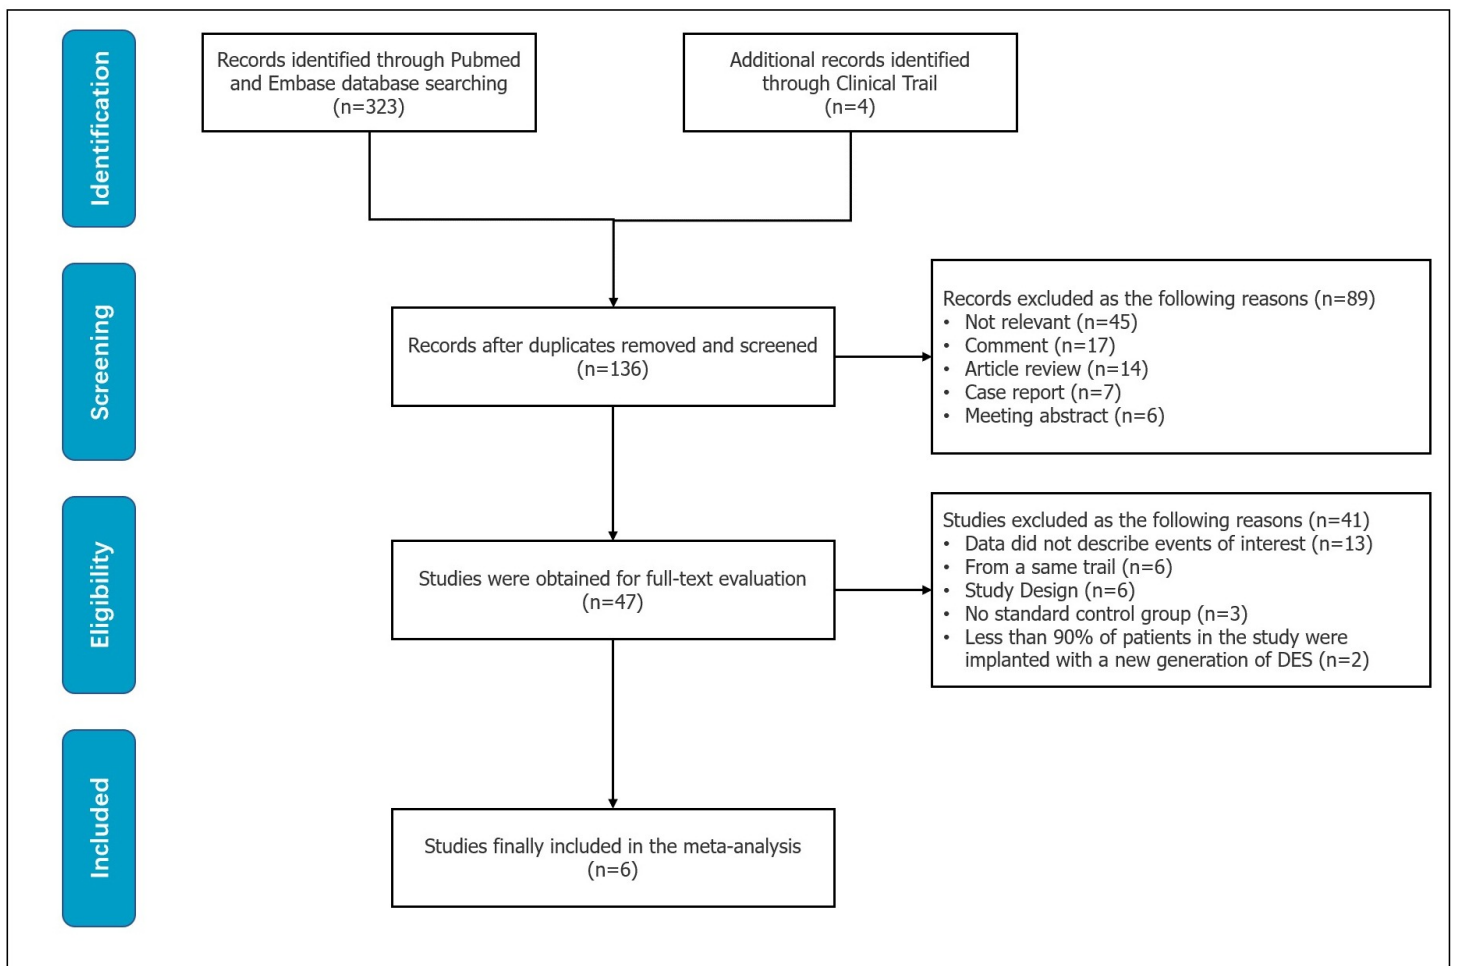 Identification
Records identified through Pubmed
and Embase database searching
(n=323)
Additional records identified
through Clinical Trail
(n=4)
Screening
Records after duplicates removed and screened
(n=136)
Records excluded as the following reasons (n=89)
• Not relevant (n=45)
• Comment (n=17)
• Article review (n=14)
• Case report (n=7)
• Meeting abstract (n=6)
Eligibility
Studies were obtained for full-text evaluation
(n=47)
Studies excluded as the following reasons (n=41)
• Data did not describe events of interest (n=13)
• From a same trail (n=6)
• Study Design (n=6)
• No standard control group (n=3)
• Less than 90% of patients in the study were
implanted with a new generation of DES (n=2)
Included
Studies finally included in the meta-analysis
(n=6)